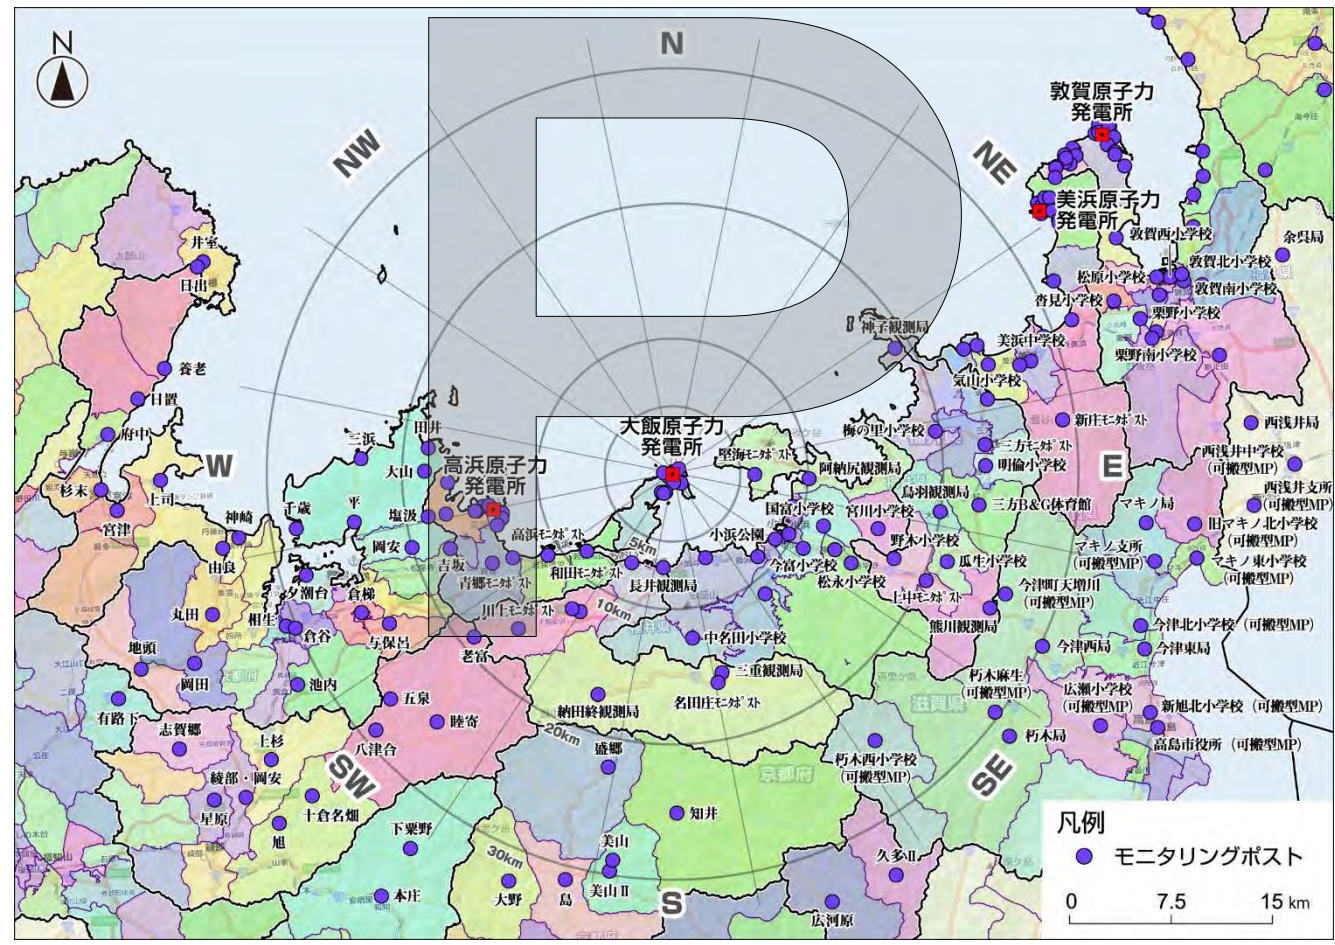 N
P
N
NW
NE
W
E
SW
SE
S
敦賀原子力
発電所
美浜原子力
発電所
敦賀西小学校
余呉局
敦賀北小学校
松原小学校
敦賀南小学校
沓見小学校
栗野小学校
栗野南小学校
井室
日出
養老
日置
府中
杉末
宮津
上司
神崎
由良
丸田
地頭
岡田
有路下
志賀郷
上杉
綾部・岡安
星原
旭
十倉名畑
三浜
田井
大山
千歳
平
塩汲
岡安
夕潮台
倉梯
相生
倉谷
与保呂
池内
五泉
睦寄
八津合
老富
高浜原子力
発電所
吉坂
青郷モニタポスト
高浜モニタポスト
和田モニタポスト
川上モニタポスト
大飯原子力
発電所
神子観測局
美浜中学校
気山小学校
梅の里小学校
新庄モニタポスト
三方モニタポスト
明倫小学校
堅海モニタポスト
阿納尻観測局
鳥羽観測局
三方B&G体育館
国富小学校
宮川小学校
小浜公園
野木小学校
今富小学校
松永小学校
瓜生小学校
上中モニタポスト
熊川観測局
長井観測局
中名田小学校
三重観測局
名田庄モニタポスト
納田終観測局
5km
10km
20km
30km
盛郷
知井
美山
美山Ⅱ
下粟野
本庄
大野
島
久多Ⅱ
広河原
京都府
滋賀県
西浅井局
西浅井中学校
(可搬型MP)
西浅井支所
(可搬型MP)
マキノ局
旧マキノ北小学校
(可搬型MP)
マキノ支所
(可搬型MP)
マキノ東小学校
(可搬型MP)
今津町天増川
(可搬型MP)
今津北小学校（可搬型MP）
今津西局
今津東局
朽木麻生
(可搬型MP)
広瀬小学校
(可搬型MP)
新旭北小学校（可搬型MP）
高島市役所（可搬型MP）
朽木局
朽木西小学校
(可搬型MP)
凡例
モニタリングポスト
0 7.5 15 km